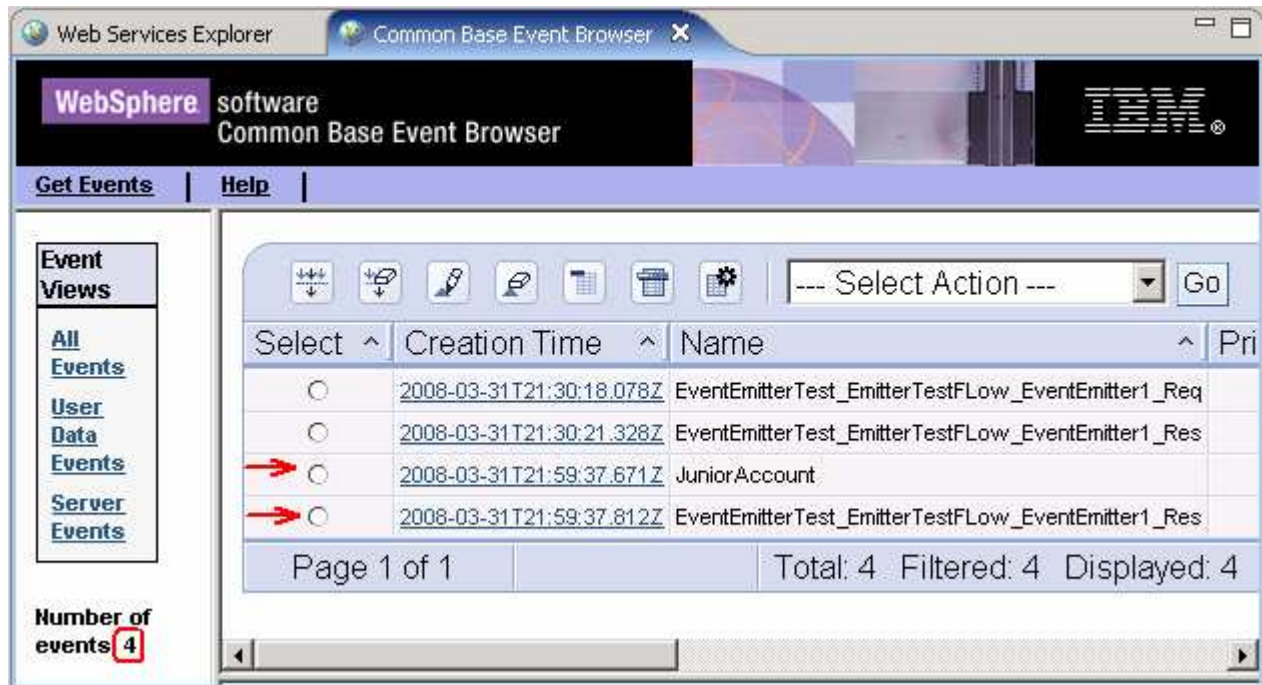 Web Services Explorer
Common Base Event Browser
WebSphere software
Common Base Event Browser
IBM®
Get Events | Help |
Event
Views
All
Events
User
Data
Events
Server
Events
Number of
events 4
--- Select Action --- Go
Select Creation Time Name Pri
2008-03-31T21:30:18.078Z EventEmitterTest_EmitterTestFLow_EventEmitter1_Req
2008-03-31T21:30:21.328Z EventEmitterTest_EmitterTestFLow_EventEmitter1_Res
2008-03-31T21:59:37.671Z JuniorAccount
2008-03-31T21:59:37.812Z EventEmitterTest_EmitterTestFLow_EventEmitter1_Res
Page 1 of 1 Total: 4 Filtered: 4 Displayed: 4